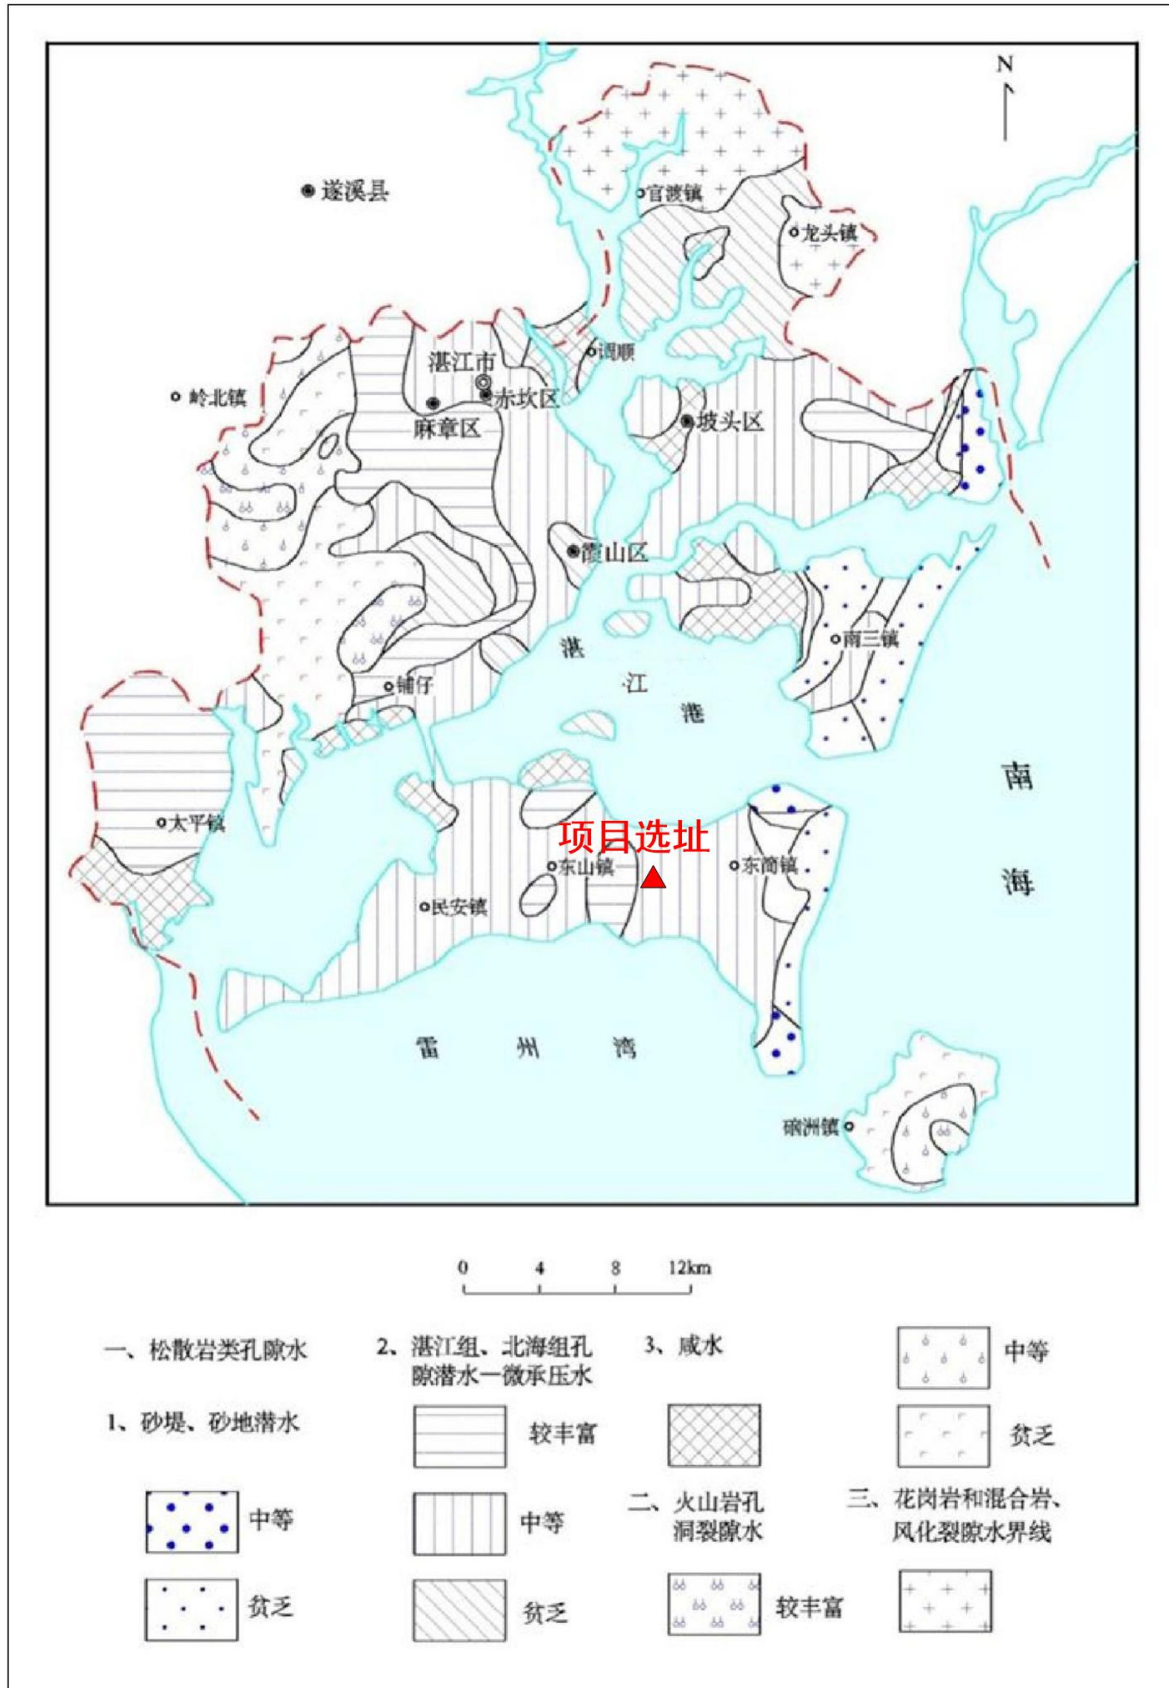 N
遂溪县
官渡镇
龙头镇
调顺
湛江市
岭北镇
赤坎区
麻章区
坡头区
霞山区
南三镇
湛
江
港
铺仔
南
海
太平镇
项目选址
东山镇
东简镇
民安镇
雷 州 湾
硇洲镇
0 4 8 12km
一、松散岩类孔隙水
1、砂堤、砂地潜水
中等
贫乏
2、湛江组、北海组孔
隙潜水—微承压水
较丰富
中等
贫乏
3、咸水
二、火山岩孔
洞裂隙水
较丰富
中等
贫乏
三、花岗岩和混合岩、
风化裂隙水界线